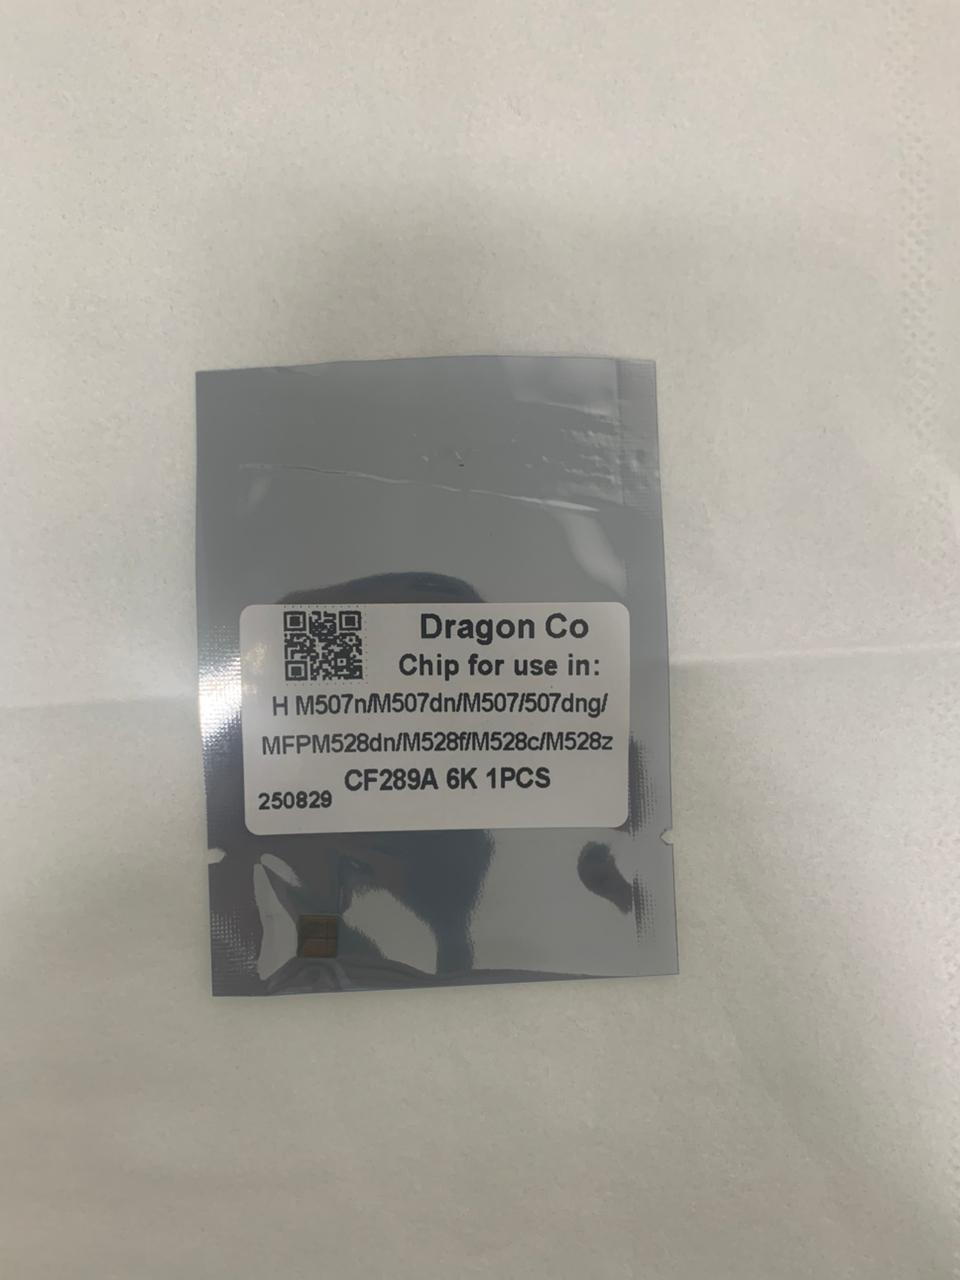 Dragon Co
Chip for use in:
H M507n/M507dn/M507/507dng/
MFPM528dn/M528f/M528c/M528z
CF289A 6K 1PCS
250829